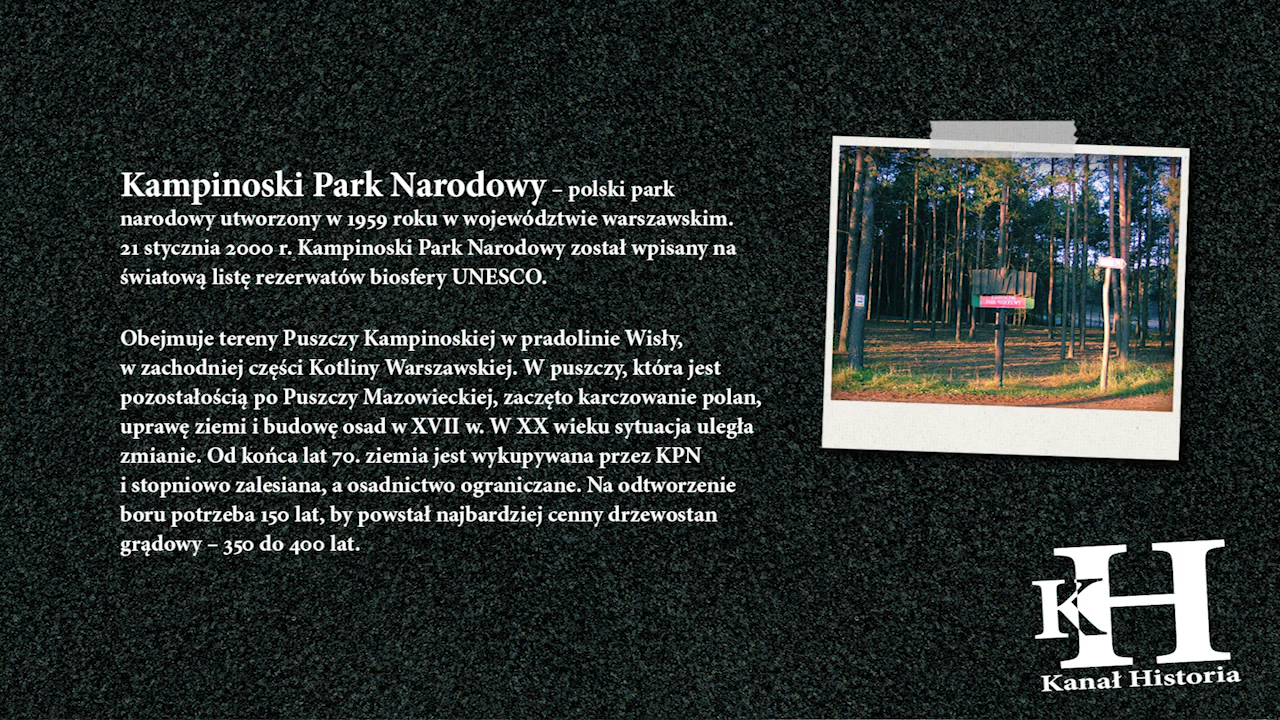 Kampinoski Park Narodowy – polski park
narodowy utworzony w 1959 roku w województwie warszawskim.
21 stycznia 2000 r. Kampinoski Park Narodowy został wpisany na
światową listę rezerwatów biosfery UNESCO.
Obejmuje tereny Puszczy Kampinoskiej w pradolinie Wisły,
w zachodniej części Kotliny Warszawskiej. W puszczy, która jest
pozostałością po Puszczy Mazowieckiej, zaczęto karczowanie polan,
uprawę ziemi i budowę osad w XVII w. W XX wieku sytuacja uległa
zmianie. Od końca lat 70. ziemia jest wykupywana przez KPN
i stopniowo zalesiana, a osadnictwo ograniczane. Na odtworzenie
boru potrzeba 150 lat, by powstał najbardziej cenny drzewostan
grądowy – 350 do 400 lat.
KH
Kanał Historia